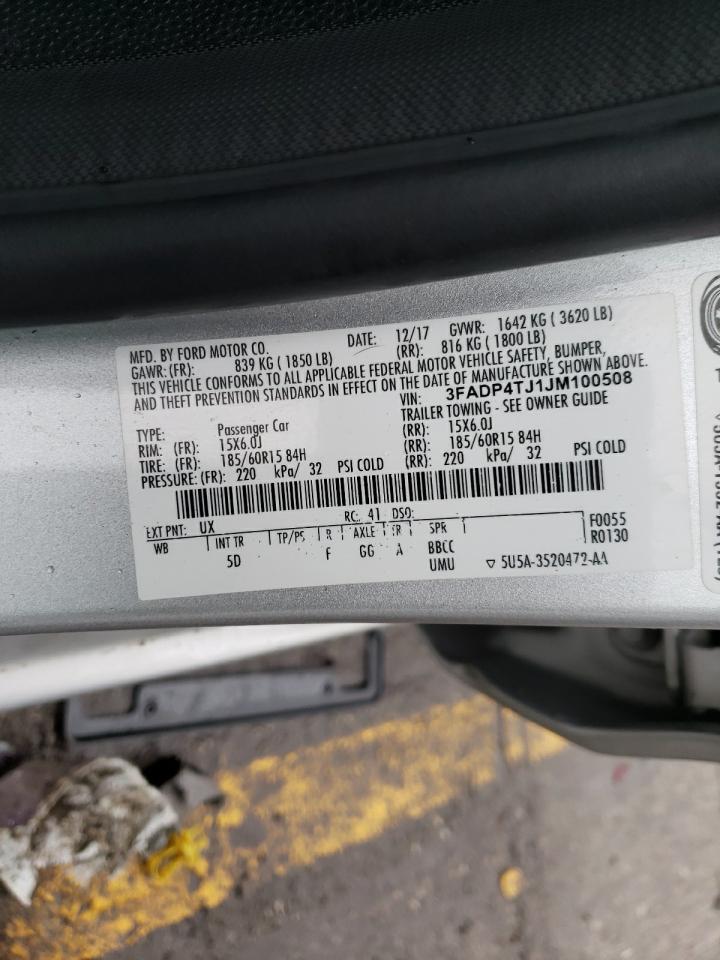 MFD. BY FORD MOTOR CO. DATE: 12/17 GVWR: 1642 KG ( 3620 LB)
GAWR: (FR): 839 KG ( 1850 LB) (RR): 816 KG ( 1800 LB)
THIS VEHICLE CONFORMS TO ALL APPLICABLE FEDERAL MOTOR VEHICLE SAFETY, BUMPER,
AND THEFT PREVENTION STANDARDS IN EFFECT ON THE DATE OF MANUFACTURE SHOWN ABOVE.
VIN: 3FADP4TJ1JM100508
TYPE: Passenger Car TRAILER TOWING - SEE OWNER GUIDE
RIM: (FR): 15X6.0J (RR): 15X6.0J
TIRE: (FR): 185/60R15 84H (RR): 185/60R15 84H
PRESSURE: (FR): 220 kPa/ 32 PSI COLD (RR): 220 kPa/ 32 PSI COLD
EXT PNT: UX RC: 41 DSO: F0055
WB INT TR TP/PS R AXLE TR SPR R0130
5D F GG A BBCC
UMU ▽ 5U5A-3520472-AA